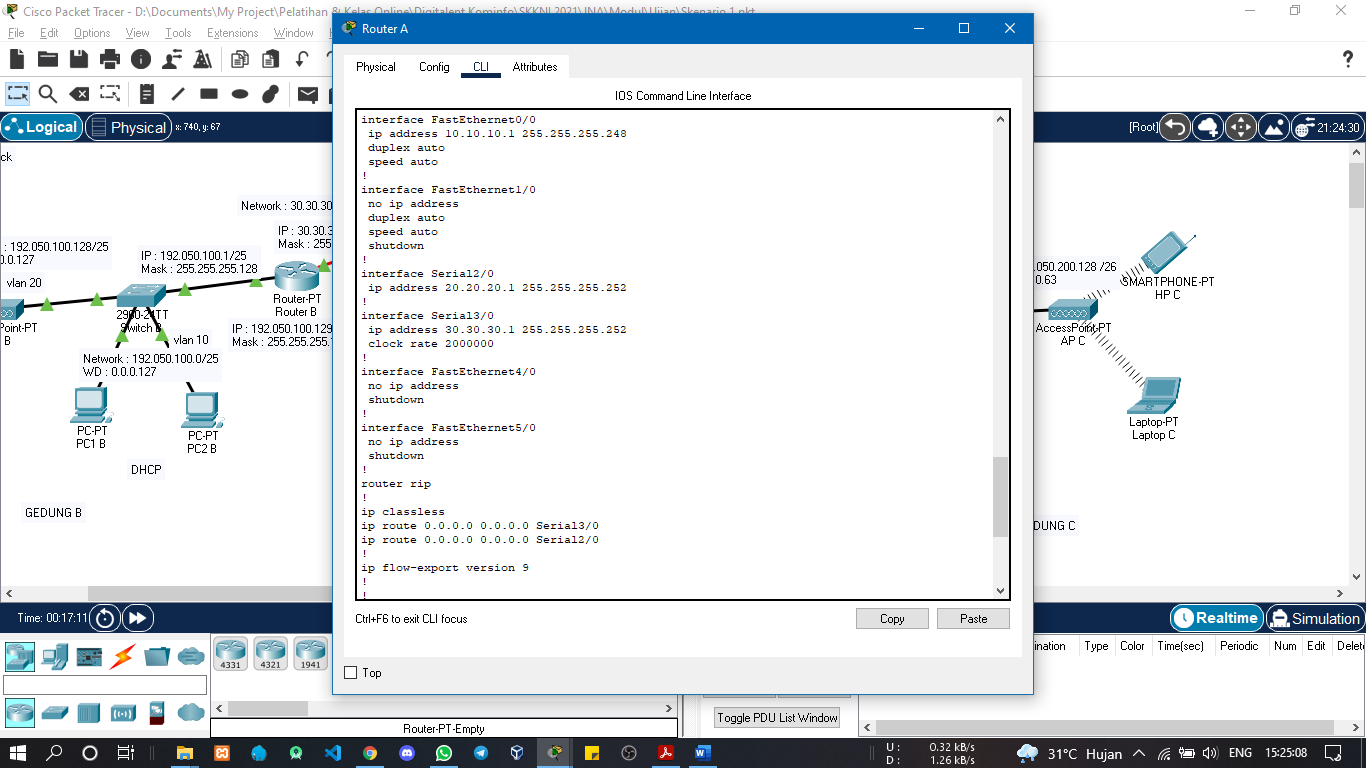 Cisco Packet Tracer - D:\Documents\My Project\Pelatihan & Kelas Online\Digitalent Kominfo\SKKNI 2021\JNA\Modul\Ujian\Skenario 1.pkt
File Edit Options View Tools Extensions Window
Router A
Physical Config CLI Attributes
IOS Command Line Interface
interface FastEthernet0/0
ip address 10.10.10.1 255.255.255.248
duplex auto
speed auto
!
interface FastEthernet1/0
no ip address
duplex auto
speed auto
shutdown
!
interface Serial2/0
ip address 20.20.20.1 255.255.255.252
!
interface Serial3/0
ip address 30.30.30.1 255.255.255.252
clock rate 2000000
!
interface FastEthernet4/0
no ip address
shutdown
!
interface FastEthernet5/0
no ip address
shutdown
!
router rip
!
ip classless
ip route 0.0.0.0 0.0.0.0 Serial3/0
ip route 0.0.0.0 0.0.0.0 Serial2/0
!
ip flow-export version 9
!
!
Ctrl+F6 to exit CLI focus
Copy Paste
Top
Logical Physical x: 740, y: 67
[Root] 21:24:30
ck
Network : 30.30.30
IP : 30.30.3
Mask : 255
: 192.050.100.128/25
0.0.127
IP : 192.050.100.1/25
Mask : 255.255.255.128
vlan 20
Point-PT
B
2960-24TT
Switch B
Router-PT
Router B
IP : 192.050.100.129
Mask : 255.255.255.1
vlan 10
Network : 192.050.100.0/25
WD : 0.0.0.127
PC-PT
PC1 B
PC-PT
PC2 B
DHCP
GEDUNG B
.050.200.128 /26
0.63
SMARTPHONE-PT
HP C
AccessPoint-PT
AP C
Laptop-PT
Laptop C
DUNG C
Time: 00:17:11
Realtime Simulation
4331 4321 1941
Router-PT-Empty
ination Type Color Time(sec) Periodic Num Edit Delete
Toggle PDU List Window
U : 0.32 kB/s
D : 1.26 kB/s
31°C Hujan ENG 15:25:08